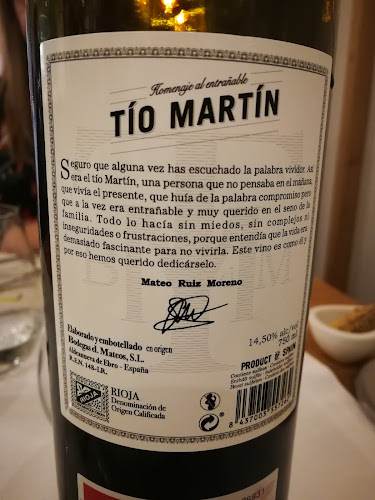 Homenaje al entrañable
TÍO MARTÍN
Seguro que alguna vez has escuchado la palabra vividor. Así
era el tío Martín, una persona que no pensaba en el mañana,
que vivía el presente, que huía de la palabra compromiso pero
que a la vez era entrañable y muy querido en el seno de la
familia. Todo lo hacía sin miedos, sin complejos ni
inseguridades o frustraciones, porque entendía que la vida era
demasiado fascinante para no vivirla. Este vino es como él y
por eso hemos querido dedicárselo.
Mateo Ruiz Moreno
Elaborado y embotellado en origen
Bodegas d. Mateos, S.L.
Aldeanueva de Ebro - España
R.E.N. 148-I.R.
14,50% alc/vol
750 ml
PRODUCT OF SPAIN
RIOJA
RIOJA
Denominación de
Origen Calificada